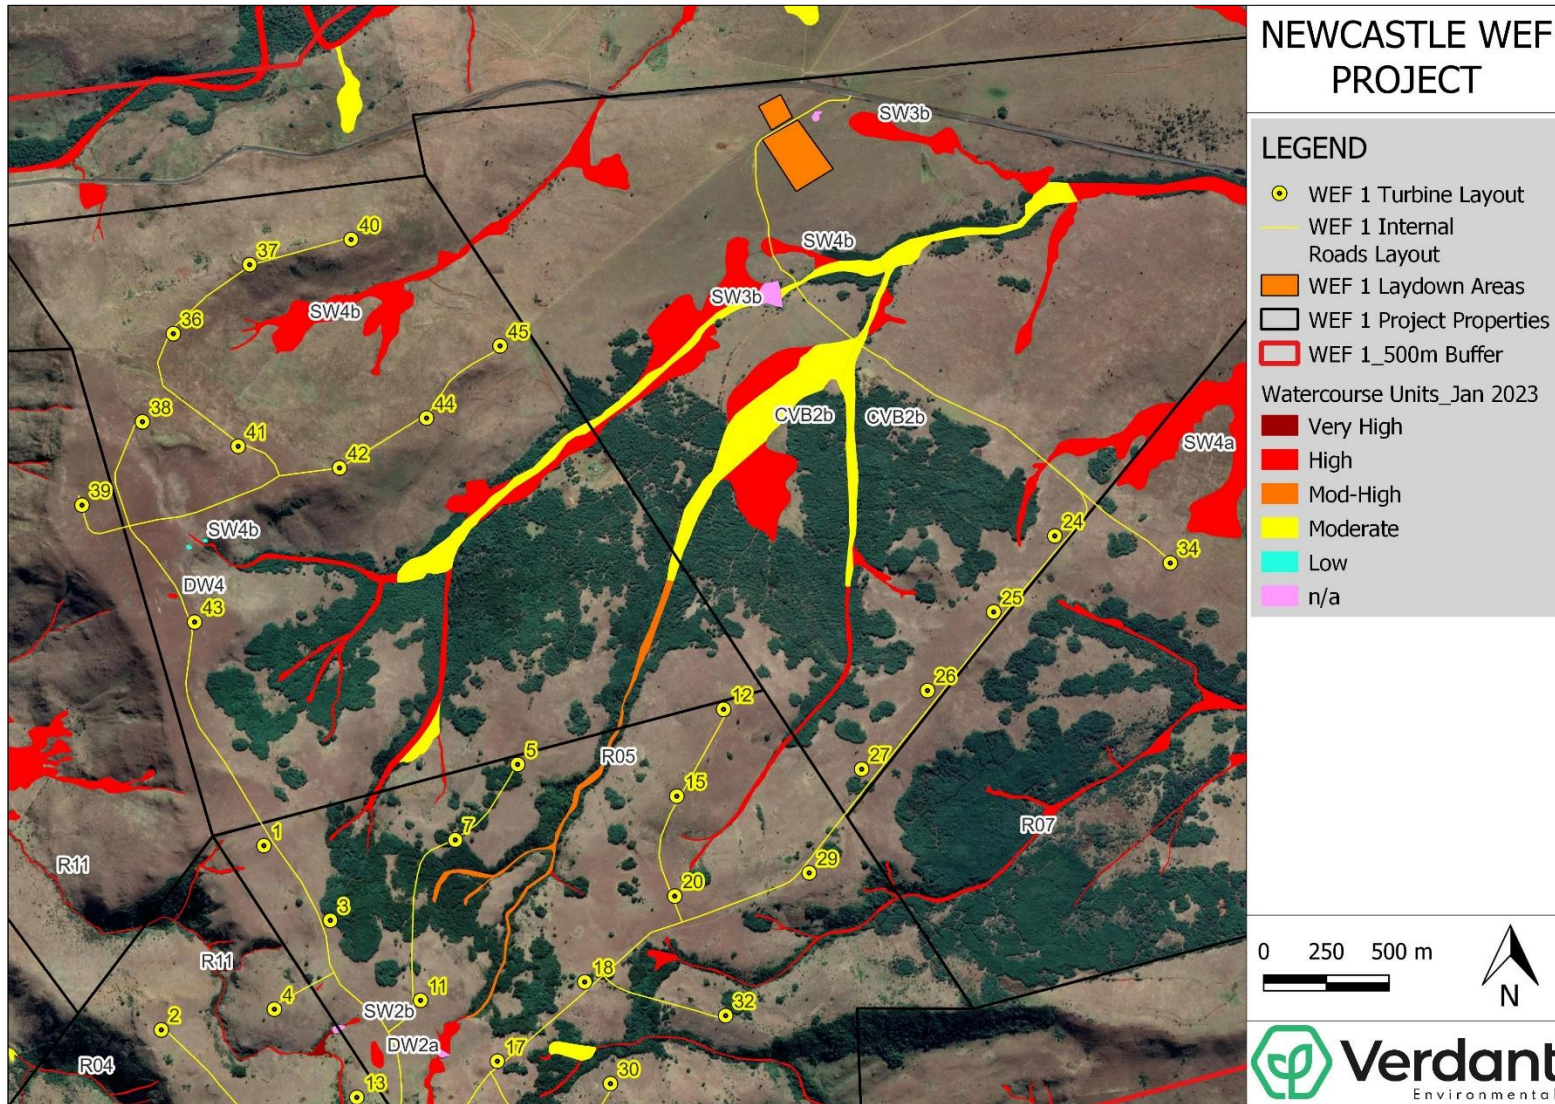 NEWCASTLE WEF
PROJECT
LEGEND
WEF 1 Turbine Layout
WEF 1 Internal
Roads Layout
WEF 1 Laydown Areas
WEF 1 Project Properties
WEF 1_500m Buffer
Watercourse Units_Jan 2023
Very High
High
Mod-High
Moderate
Low
n/a
0 250 500 m
N
Verdant
Environmental
SW3b
40
37
SW4b
SW3b
SW4b
36
45
38
44
CVB2b
CVB2b
41
42
SW4a
39
SW4b
24
34
DW4
43
25
26
12
R05
5
27
15
7
R07
1
R11
29
20
3
R11
18
4
11
SW2b
32
2
DW2a
17
R04
13
30